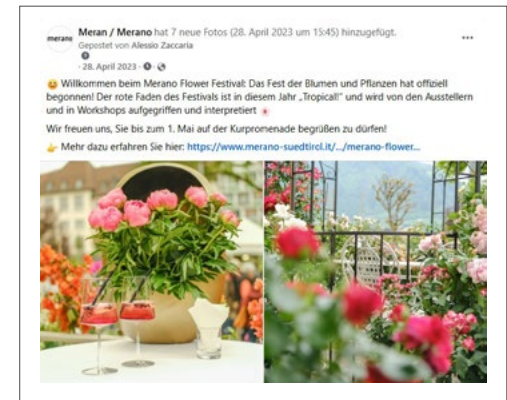 merano
Meran / Merano hat 7 neue Fotos (28. April 2023 um 15:45) hinzugefügt.
Gepostet von Alessio Zaccaria
· 28. April 2023 ·
Willkommen beim Merano Flower Festival: Das Fest der Blumen und Pflanzen hat offiziell
begonnen! Der rote Faden des Festivals ist in diesem Jahr „Tropical!" und wird von den Ausstellern
und in Workshops aufgegriffen und interpretiert
Wir freuen uns, Sie bis zum 1. Mai auf der Kurpromenade begrüßen zu dürfen!
Mehr dazu erfahren Sie hier: https://www.merano-suedtirol.it/.../merano-flower...